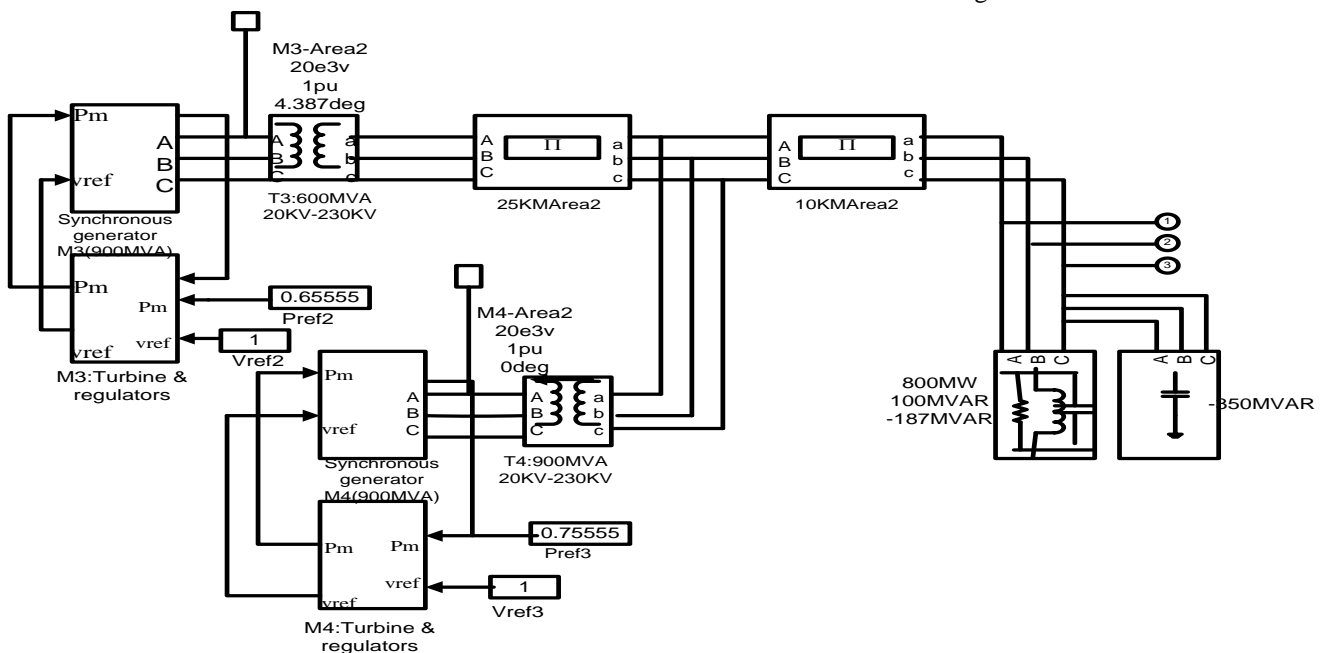 M3-Area2
20e3v
1pu
4.387deg
Pm
vref
A
B
C
Synchronous
generator
M3(900MVA)
A
B
C
a
b
c
T3:600MVA
20KV-230KV
A
B
C
Π
a
b
c
25KMArea2
A
B
C
Π
a
b
c
10KMArea2
1
2
3
Pm
vref
Pm
vref
M3:Turbine &
regulators
0.65555
Pref2
1
Vref2
M4-Area2
20e3v
1pu
0deg
Pm
vref
A
B
C
Synchronous
generator
M4(900MVA)
A
B
C
a
b
c
T4:900MVA
20KV-230KV
Pm
vref
Pm
vref
M4:Turbine &
regulators
0.75555
Pref3
1
Vref3
A
B
C
800MW
100MVAR
-187MVAR
A
B
C
-350MVAR